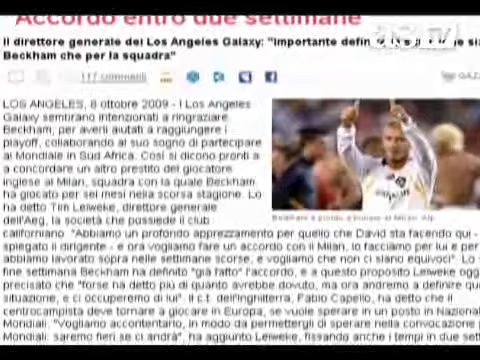 Accordo entro due settimane
Il direttore generale dei Los Angeles Galaxy: "Importante
Beckham che per la squadra"
117 commenti
LOS ANGELES, 8 ottobre 2009 - I Los Angeles
Galaxy sembrano intenzionati a ringraziare
Beckham, per averli aiutati a raggiungere i
playoff, collaborando al suo sogno di partecipare
ai Mondiale in Sud Africa. Così si dicono pronti a
a concordare un altro prestito del giocatore
inglese al Milan, squadra con la quale Beckham
ha giocato per sei mesi nella scorsa stagione. Lo
ha detto Tim Leiweke, direttore generale
dell'Aeg, la società che possiede il club
californiano. "Abbiamo un profondo apprezzamento per quello che David sta facendo qui -
spiegato il dirigente - e ora vogliamo fare un accordo con il Milan, lo facciamo per lui e per
abbiamo lavorato sopra nelle settimane scorse, e vogliamo che non ci siano equivoci". Lo
fine settimana Beckham ha definito "già fatto" l'accordo, e a questo proposito Leiweke oggi
precisato che "forse ha detto più di quanto avrebbe dovuto, ma ora andremo a definire
situazione, e ci occuperemo di lui". Il c.t. dell'Inghilterra, Fabio Capello, ha detto che il
centrocampista deve tornare a giocare in Europa, se vuole sperare in un posto in Nazional
Mondiali: "Vogliamo accontentarlo, in modo da permettergli di sperare nella convocazione
Mondiali: saremo fieri se ci andrà", ha aggiunto Leiweke, fissando anche i tempi in due sett